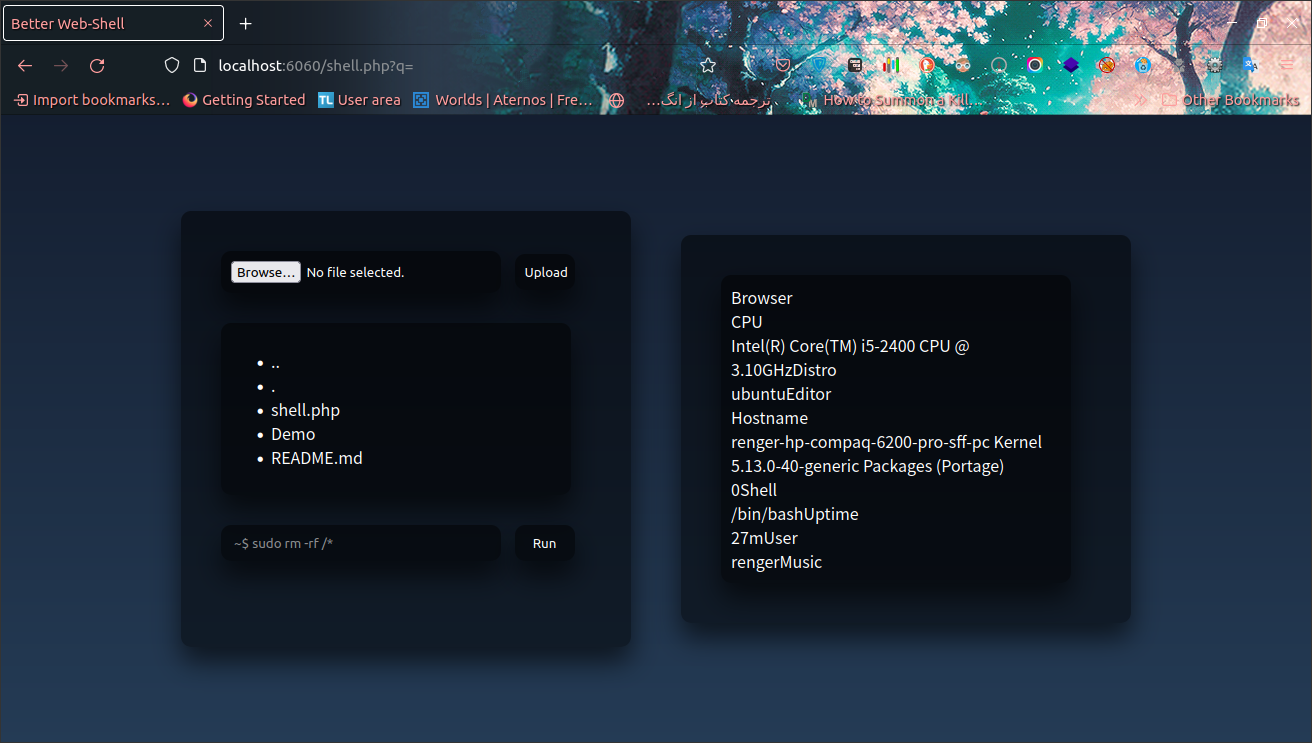 Better Web-Shell
localhost:6060/shell.php?q=
Import bookmarks... Getting Started TL User area Worlds | Aternos | Fre... ترجمه کتاب از انگ... How to Summon a Kill... Other Bookmarks
Browse... No file selected. Upload
..
.
shell.php
Demo
README.md
~$ sudo rm -rf /* Run
Browser
CPU
Intel(R) Core(TM) i5-2400 CPU @
3.10GHzDistro
ubuntuEditor
Hostname
renger-hp-compaq-6200-pro-sff-pc Kernel
5.13.0-40-generic Packages (Portage)
0Shell
/bin/bashUptime
27mUser
rengerMusic